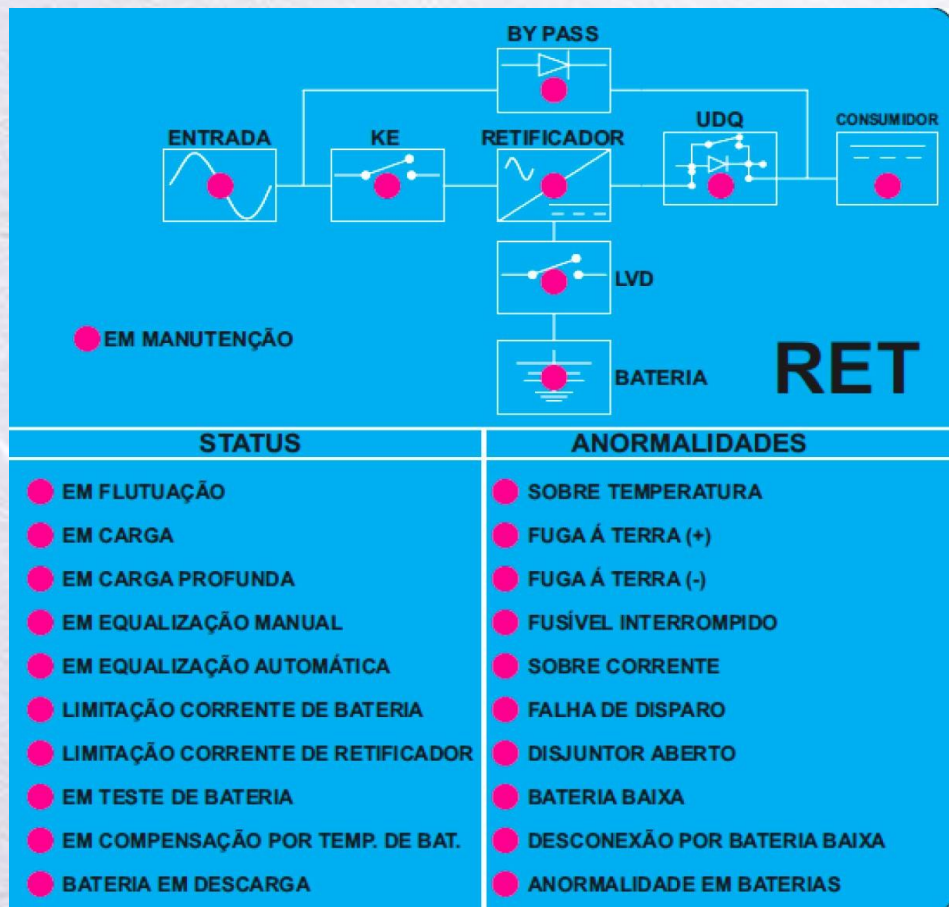 BY PASS
ENTRADA
KE
RETIFICADOR
UDQ
CONSUMIDOR
LVD
EM MANUTENÇÃO
BATERIA
RET
STATUS
EM FLUTUAÇÃO
EM CARGA
EM CARGA PROFUNDA
EM EQUALIZAÇÃO MANUAL
EM EQUALIZAÇÃO AUTOMÁTICA
LIMITAÇÃO CORRENTE DE BATERIA
LIMITAÇÃO CORRENTE DE RETIFICADOR
EM TESTE DE BATERIA
EM COMPENSAÇÃO POR TEMP. DE BAT.
BATERIA EM DESCARGA
ANORMALIDADES
SOBRE TEMPERATURA
FUGA Á TERRA (+)
FUGA Á TERRA (-)
FUSÍVEL INTERROMPIDO
SOBRE CORRENTE
FALHA DE DISPARO
DISJUNTOR ABERTO
BATERIA BAIXA
DESCONEXÃO POR BATERIA BAIXA
ANORMALIDADE EM BATERIAS